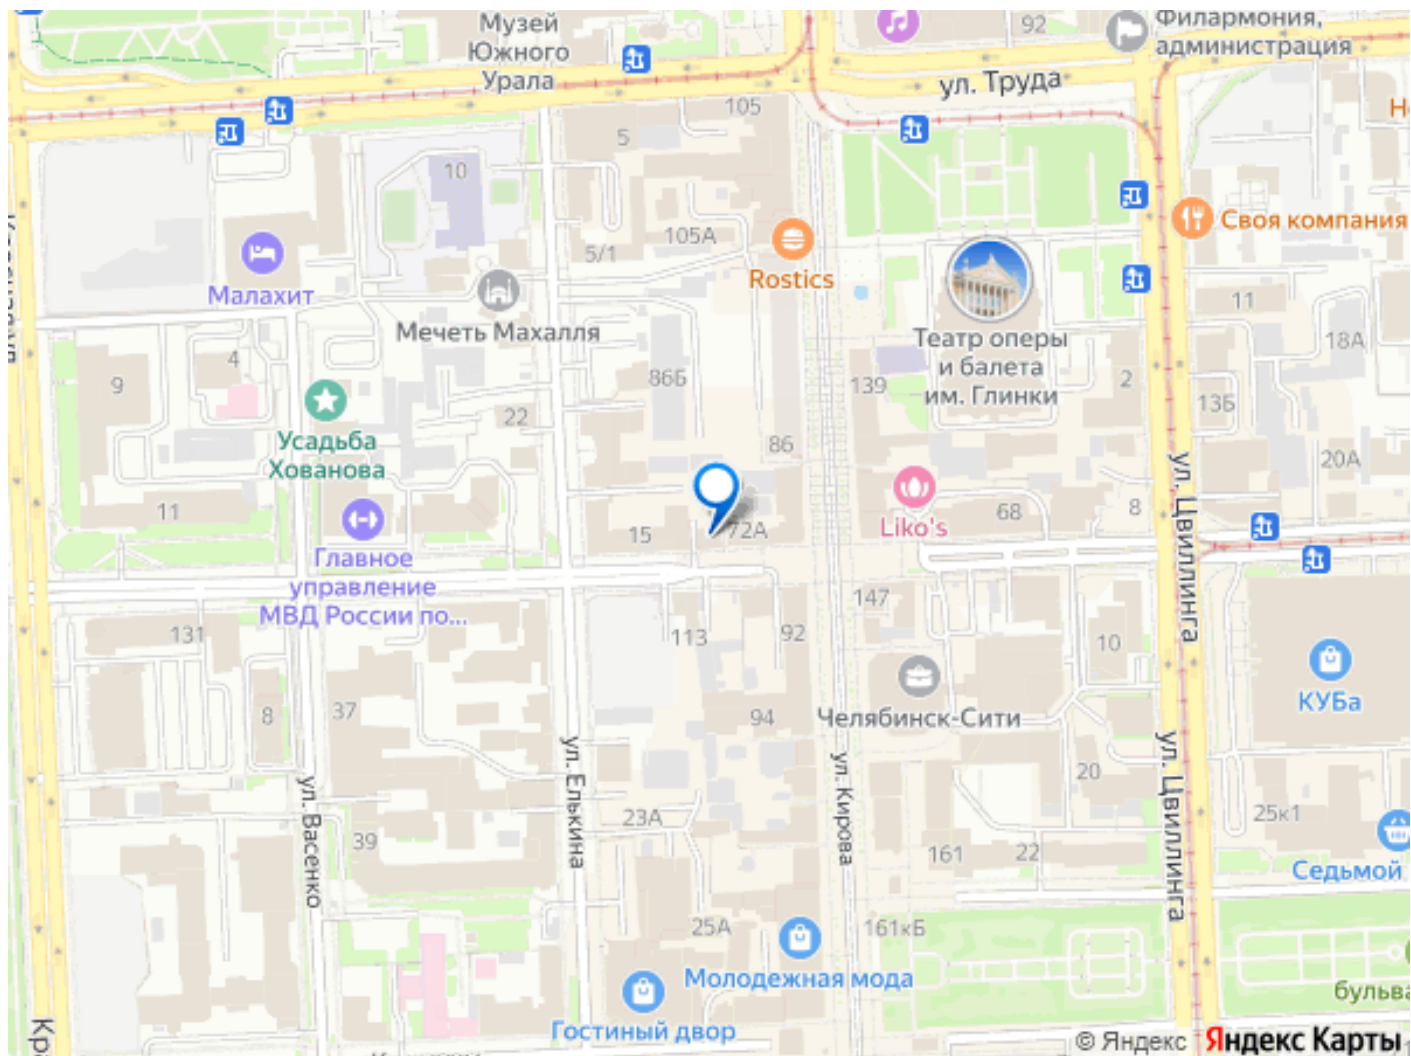 Музей
Южного
Урала
92
Филармония,
администрация
ул. Труда
105
5
10
105А
5/1
Rostics
Своя компания
Малахит
Мечеть Махалля
Театр оперы
и балета
им. Глинки
11
18А
9
4
86Б
139
2
13Б
22
Усадьба
Хованова
86
20А
11
15
72А
Liko's
68
8
ул. Цвиллинга
Главное
управление
МВД России по...
131
113
92
147
10
8
37
94
Челябинск-Сити
КУБа
ул. Васенко
ул. Елькина
ул. Кирова
ул. Цвиллинга
20
39
23А
161
22
25к1
Седьмой
25А
161кБ
Молодежная мода
Гостиный двор
бульва
Кра
© Яндекс
Яндекс Карты